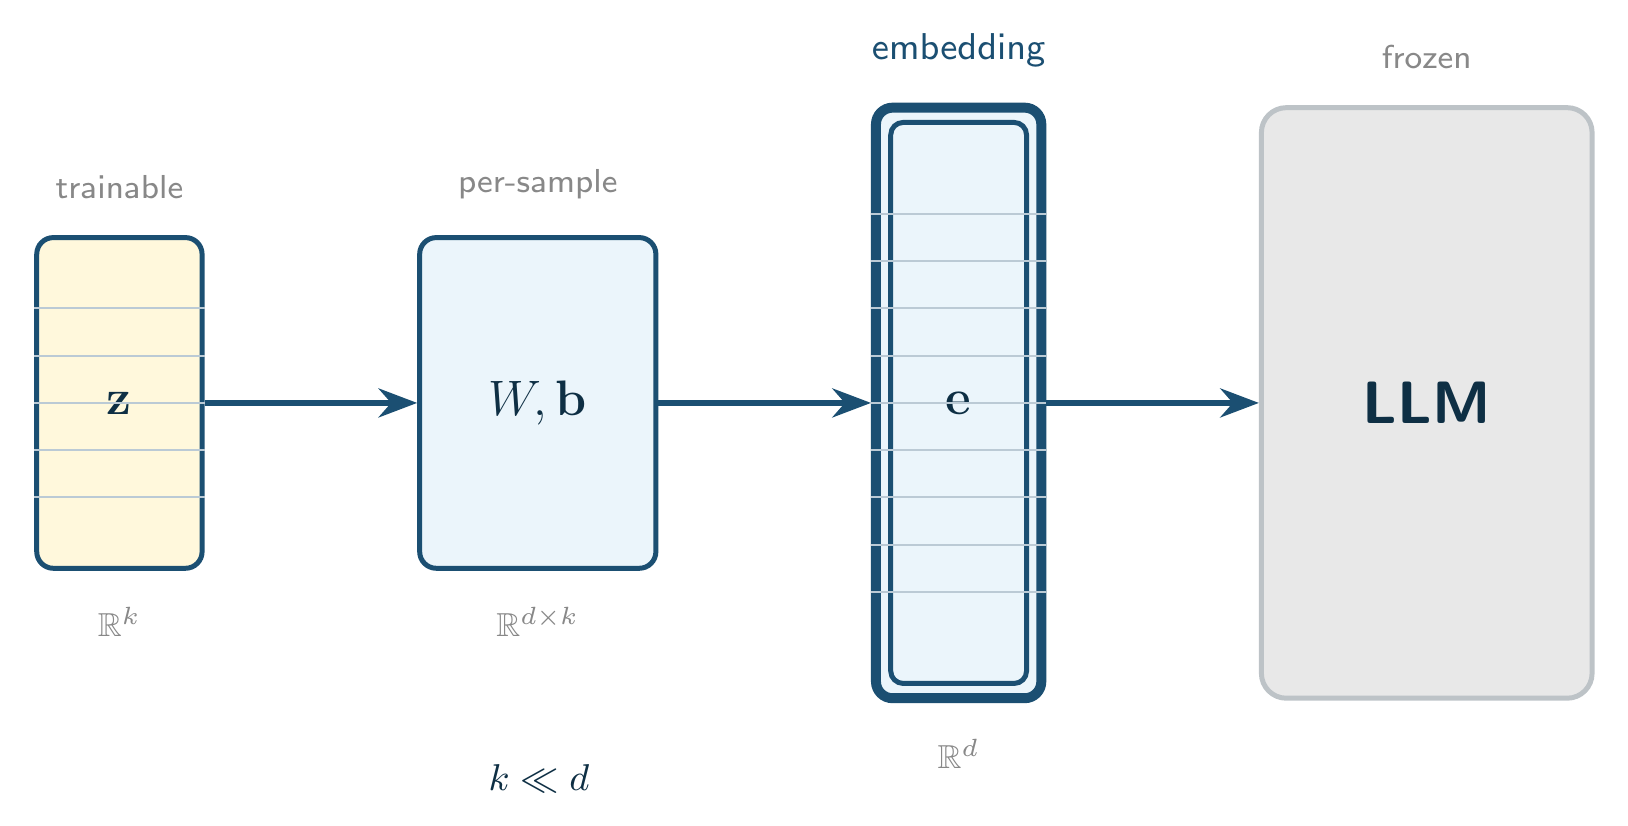 embedding
frozen
trainable
per-sample
z
W, b
e
LLM
ℝ^k
ℝ^{d×k}
ℝ^d
k ≪ d